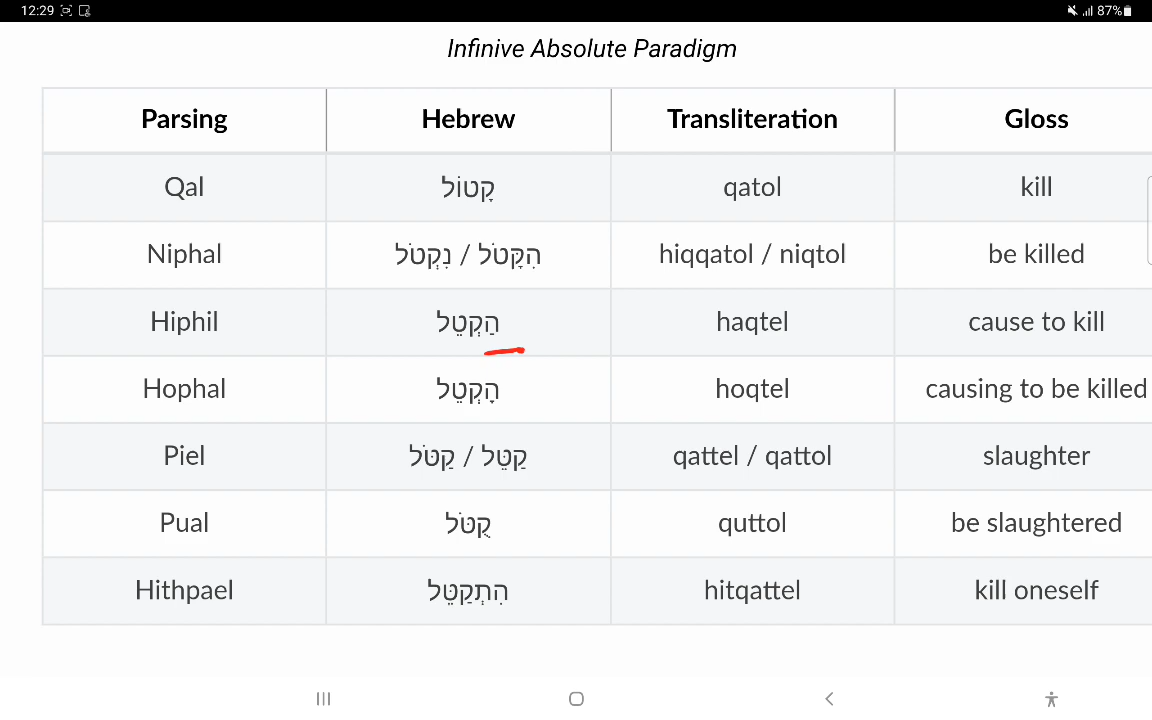 12:29 87%
Infinive Absolute Paradigm
Parsing Hebrew Transliteration Gloss
Qal קָטוֹל qatol kill
Niphal הִקָּטֹל / נִקְטֹל hiqqatol / niqtol be killed
Hiphil הַקְטֵל haqtel cause to kill
Hophal הָקְטֵל hoqtel causing to be killed
Piel קַטֵּל / קַטֹּל qattel / qattol slaughter
Pual קֻטֹּל quttol be slaughtered
Hithpael הִתְקַטֵּל hitqattel kill oneself